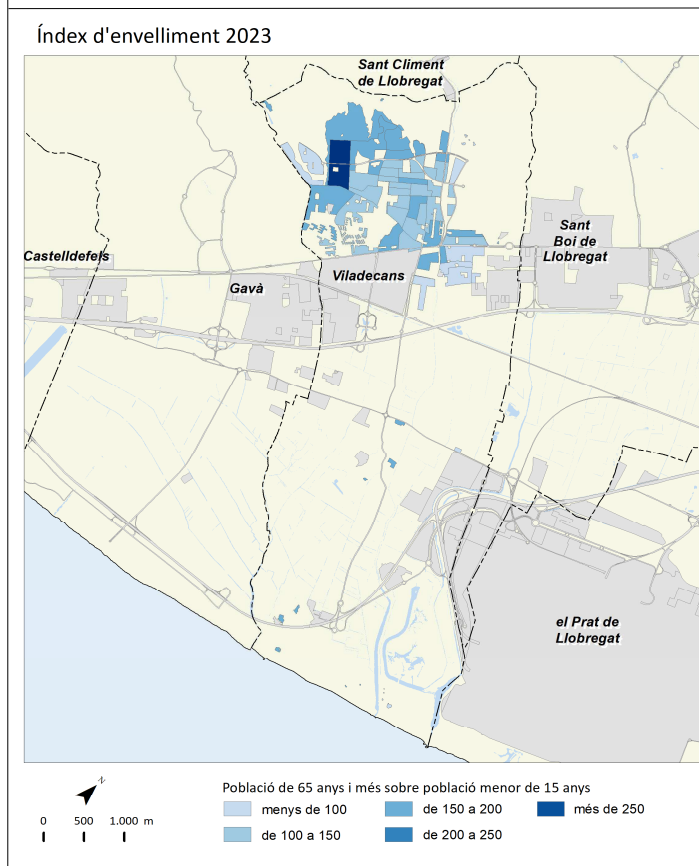 Índex d'envelliment 2023
Sant Climent
de Llobregat
Sant
Boi de
Llobregat
Castelldefels
Gavà
Viladecans
el Prat de
Llobregat
N
0 500 1.000 m
Població de 65 anys i més sobre població menor de 15 anys
menys de 100
de 150 a 200
més de 250
de 100 a 150
de 200 a 250